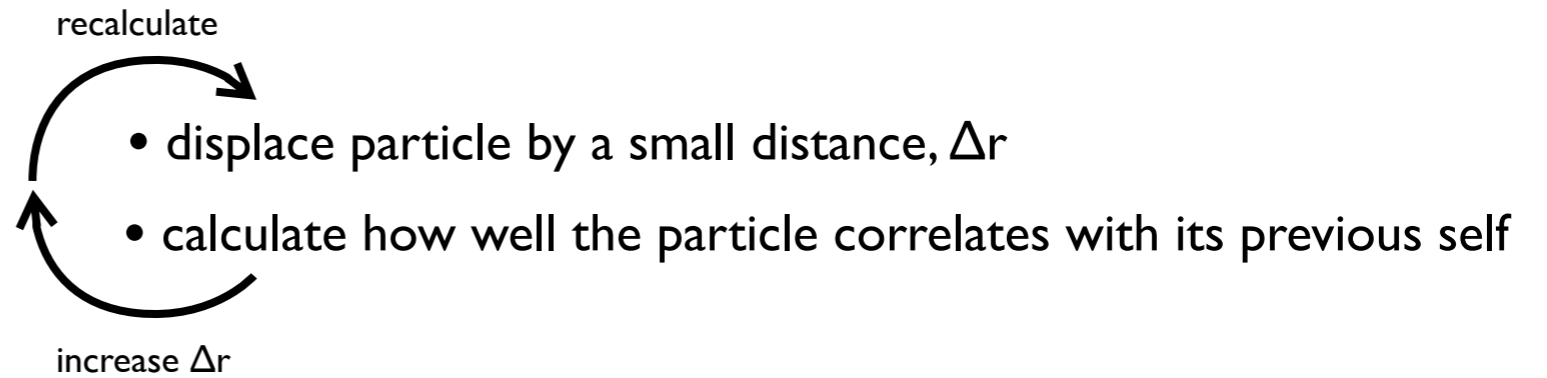 recalculate
• displace particle by a small distance, Δr
• calculate how well the particle correlates with its previous self
increase Δr